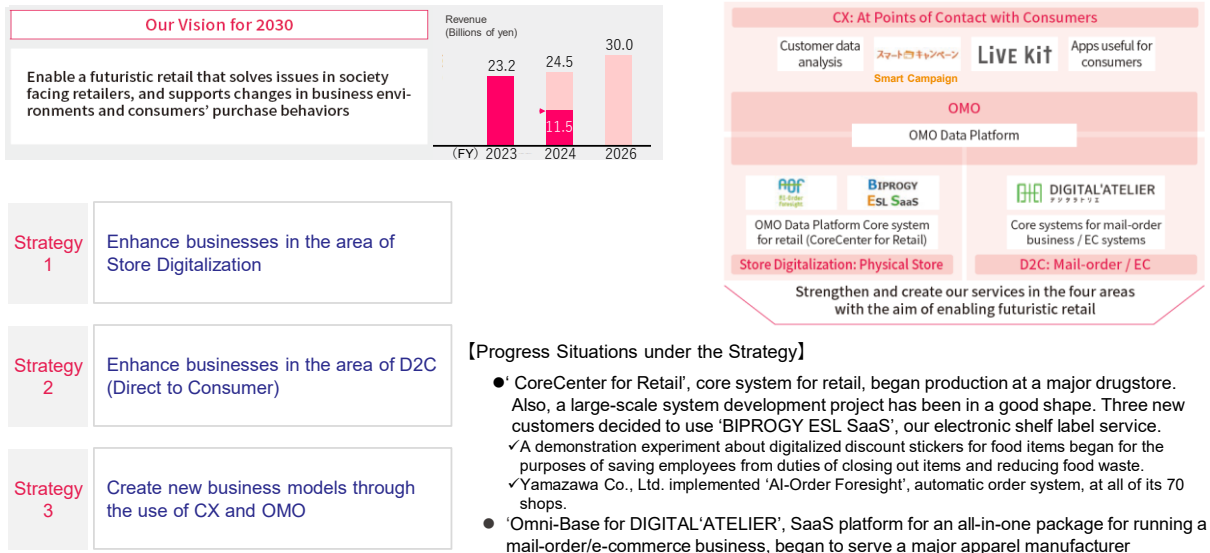 Our Vision for 2030
Enable a futuristic retail that solves issues in society
facing retailers, and supports changes in business envi-
ronments and consumers' purchase behaviors
Revenue
(Billions of yen)
23.2
24.5
30.0
11.5
(FY) 2023 2024 2026
CX: At Points of Contact with Consumers
Customer data
analysis
スマートキャンペーン
Smart Campaign
LiVE kit
Apps useful for
consumers
OMO
OMO Data Platform
AOF
AI-Order
Foresight
BIPROGY
ESL SaaS
DIGITAL'ATELIER
デジタラトリエ
OMO Data Platform Core system
for retail (CoreCenter for Retail)
Core systems for mail-order
business / EC systems
Store Digitalization: Physical Store
D2C: Mail-order / EC
Strengthen and create our services in the four areas
with the aim of enabling futuristic retail
Strategy
1
Enhance businesses in the area of
Store Digitalization
Strategy
2
Enhance businesses in the area of D2C
(Direct to Consumer)
Strategy
3
Create new business models through
the use of CX and OMO
【Progress Situations under the Strategy】
●‘ CoreCenter for Retail’, core system for retail, began production at a major drugstore.
Also, a large-scale system development project has been in a good shape. Three new
customers decided to use ‘BIPROGY ESL SaaS’, our electronic shelf label service.
✓A demonstration experiment about digitalized discount stickers for food items began for the
purposes of saving employees from duties of closing out items and reducing food waste.
✓Yamazawa Co., Ltd. implemented ‘AI-Order Foresight’, automatic order system, at all of its 70
shops.
● ‘Omni-Base for DIGITAL‘ATELIER’, SaaS platform for an all-in-one package for running a
mail-order/e-commerce business, began to serve a major apparel manufacturer